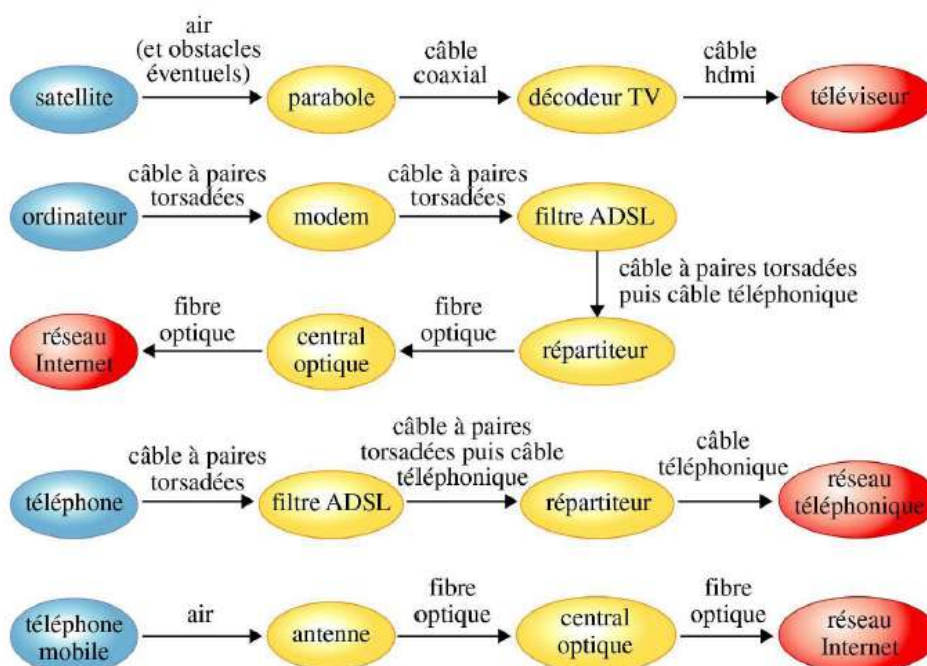 air
(et obstacles
éventuels)
câble
coaxial
câble
hdmi
satellite
parabole
décodeur TV
téléviseur
câble à paires
torsadées
câble à paires
torsadées
ordinateur
modem
filtre ADSL
câble à paires torsadées
puis câble téléphonique
fibre
optique
fibre
optique
réseau
Internet
central
optique
répartiteur
câble à paires
torsadées
câble à paires
torsadées puis câble
téléphonique
câble
téléphonique
téléphone
filtre ADSL
répartiteur
réseau
téléphonique
air
fibre
optique
fibre
optique
téléphone
mobile
antenne
central
optique
réseau
Internet